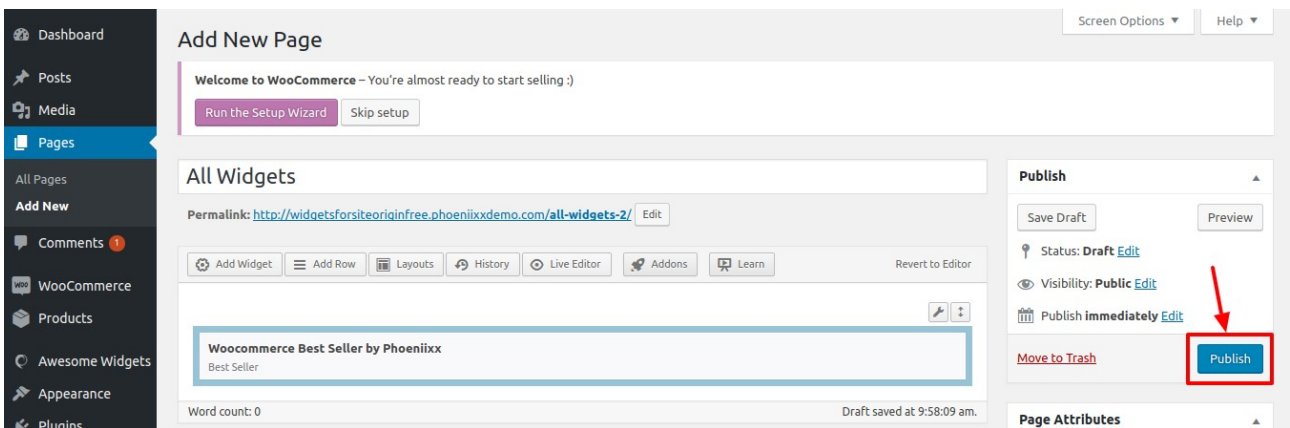 Screen Options ▼ Help ▼
Dashboard
Add New Page
Posts
Welcome to WooCommerce – You're almost ready to start selling :)
Media
Run the Setup Wizard Skip setup
Pages
All Pages
All Widgets
Publish ▲
Add New
Permalink: http://widgetsforsiteoriginfree.phoeniixxdemo.com/all-widgets-2/ Edit
Save Draft Preview
Comments 1
Status: Draft Edit
Add Widget Add Row Layouts History Live Editor Addons Learn Revert to Editor
WooCommerce
Visibility: Public Edit
Products
Publish immediately Edit
Woocommerce Best Seller by Phoeniixx
Best Seller
Awesome Widgets
Move to Trash Publish
Appearance
Word count: 0 Draft saved at 9:58:09 am.
Plugins
Page Attributes ▲